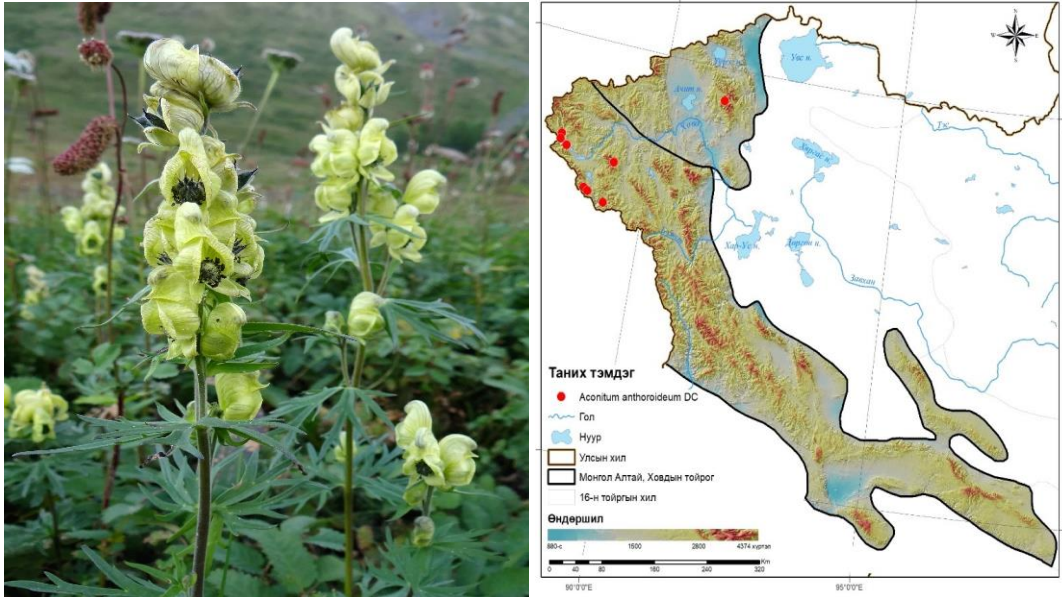 N
Увс н.
Ачит н.
Ховд
Тэс
Хяргас н.
Хар-Ус н.
Дөргөн н.
Завхан
Таних тэмдэг
Aconitum anthoroideum DC
Гол
Нуур
Улсын хил
Монгол Алтай, Ховдын тойрог
16-н тойргын хил
Өндөршил
880-с 1500 2800 4374 хүртэл
Km
0 40 80 160 240 320
90°0'0"E 95°0'0"E